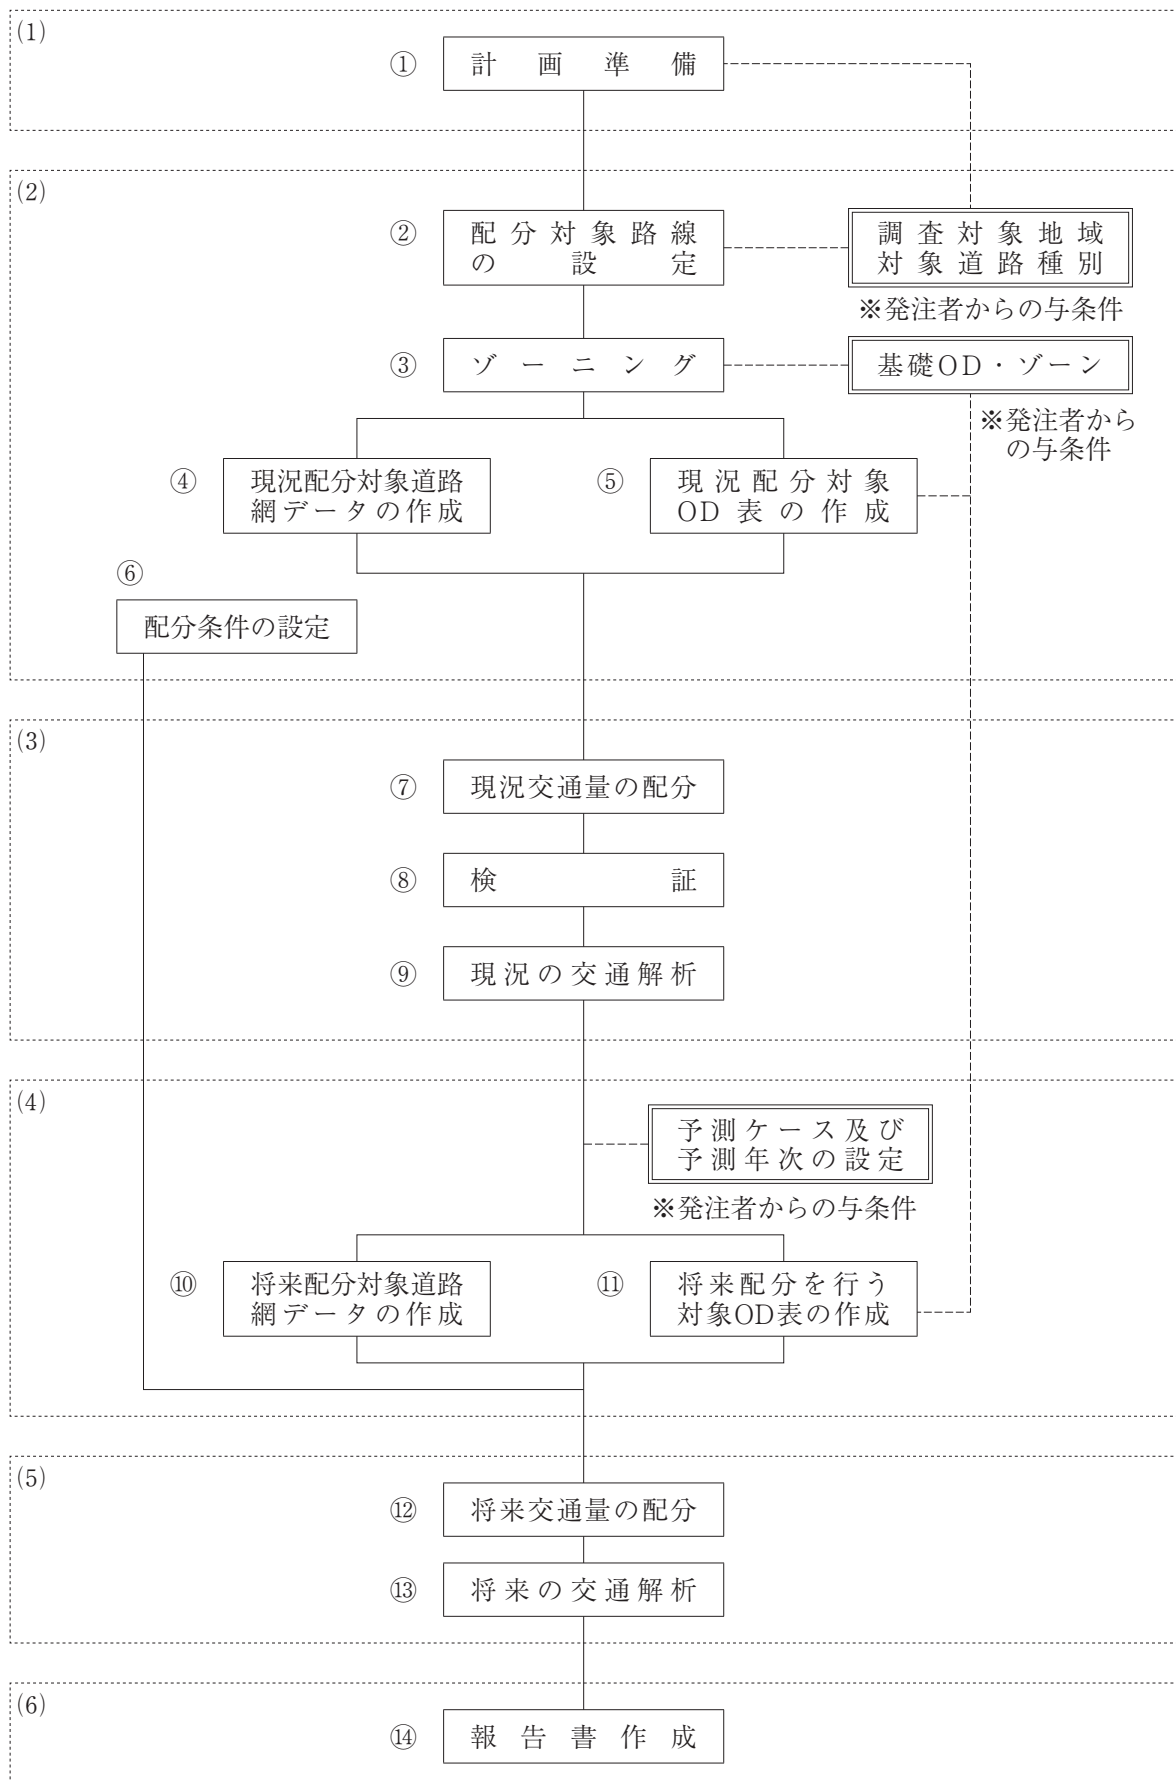 (1)
① 計画準備
(2)
② 配分対象路線
の設定
調査対象地域
対象道路種別
※発注者からの与条件
③ ゾーニング
基礎OD・ゾーン
※発注者から
の与条件
④ 現況配分対象道路
網データの作成
⑤ 現況配分対象
OD表の作成
⑥
配分条件の設定
(3)
⑦ 現況交通量の配分
⑧ 検証
⑨ 現況の交通解析
(4)
予測ケース及び
予測年次の設定
※発注者からの与条件
⑩ 将来配分対象道路
網データの作成
⑪ 将来配分を行う
対象OD表の作成
(5)
⑫ 将来交通量の配分
⑬ 将来の交通解析
(6)
⑭ 報告書作成